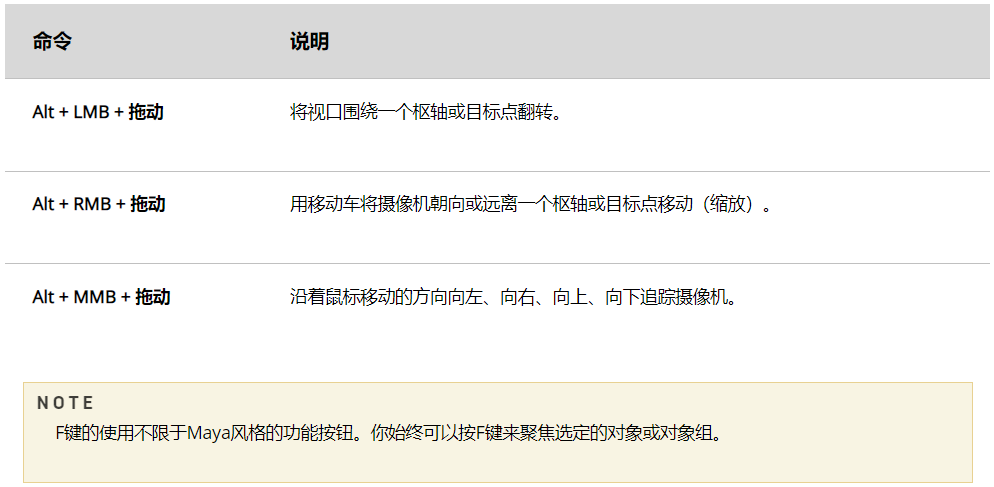 命令 说明
Alt + LMB + 拖动 将视口围绕一个枢轴或目标点翻转。
Alt + RMB + 拖动 用移动车将摄像机朝向或远离一个枢轴或目标点移动（缩放）。
Alt + MMB + 拖动 沿着鼠标移动的方向向左、向右、向上、向下追踪摄像机。
NOTE
F键的使用不限于Maya风格的功能按钮。你始终可以按F键来聚焦选定的对象或对象组。